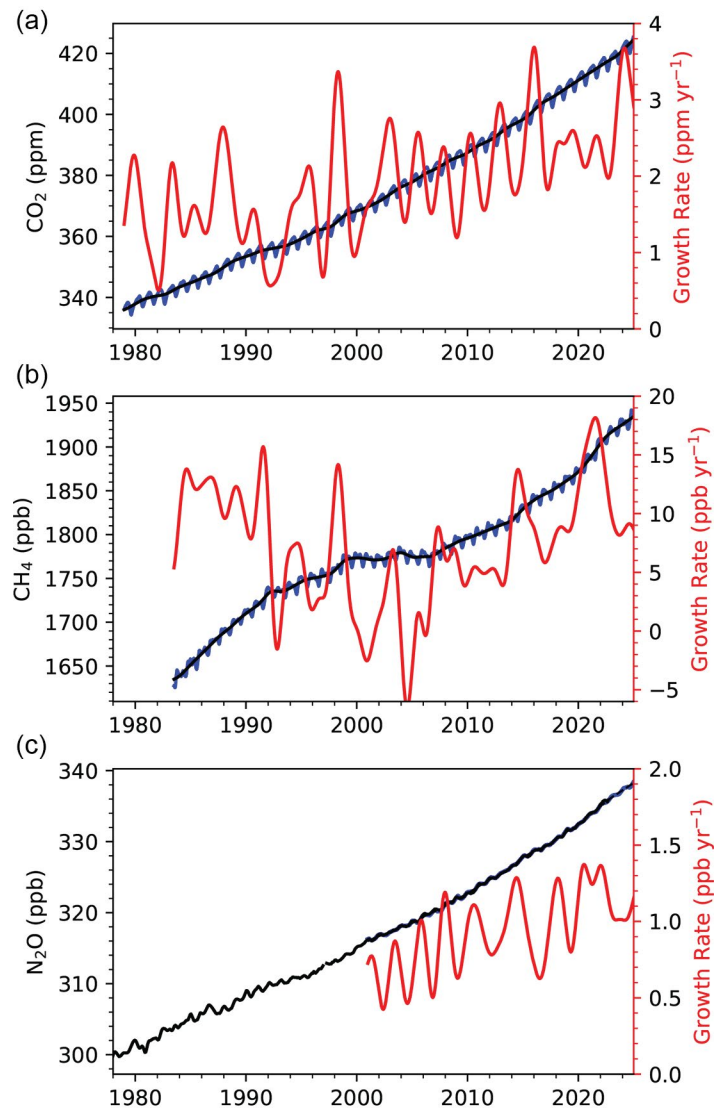 (a)
CO₂ (ppm)
420
400
380
360
340
4
3
2
1
0
Growth Rate (ppm yr⁻¹)
1980 1990 2000 2010 2020
(b)
CH₄ (ppb)
1950
1900
1850
1800
1750
1700
1650
20
15
10
5
0
−5
Growth Rate (ppb yr⁻¹)
1980 1990 2000 2010 2020
(c)
N₂O (ppb)
340
330
320
310
300
2.0
1.5
1.0
0.5
0.0
Growth Rate (ppb yr⁻¹)
1980 1990 2000 2010 2020